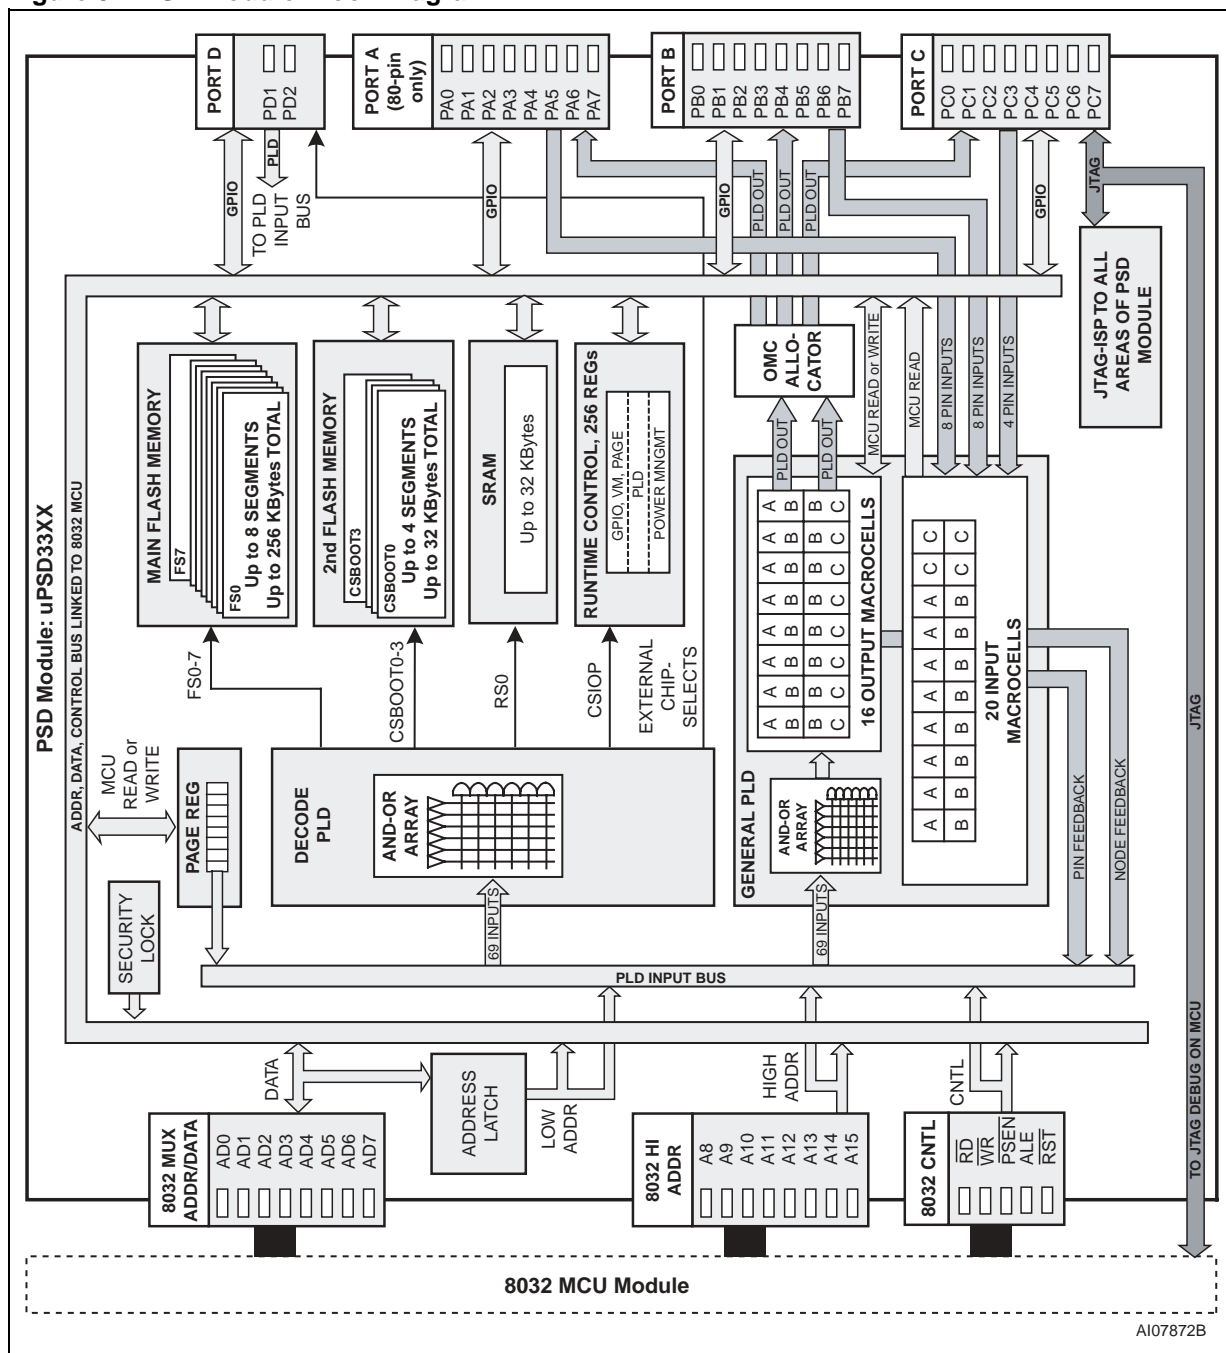 PORT D
PD1
PD2
PORT A
(80-pin
only)
PA0
PA1
PA2
PA3
PA4
PA5
PA6
PA7
PORT B
PB0
PB1
PB2
PB3
PB4
PB5
PB6
PB7
PORT C
PC0
PC1
PC2
PC3
PC4
PC5
PC6
PC7
GPIO
PLD
TO PLD
INPUT
BUS
GPIO
GPIO
PLD OUT
PLD OUT
PLD OUT
GPIO
JTAG
JTAG-ISP TO ALL
AREAS OF PSD
MODULE
PSD Module: uPSD33XX
ADDR, DATA, CONTROL BUS LINKED TO 8032 MCU
MAIN FLASH MEMORY
FS7
FS0
Up to 8 SEGMENTS
Up to 256 KBytes TOTAL
2nd FLASH MEMORY
CSBOOT3
CSBOOT0
Up to 4 SEGMENTS
Up to 32 KBytes TOTAL
SRAM
Up to 32 KBytes
RUNTIME CONTROL, 256 REGs
GPIO, VM, PAGE
PLD
POWER MNGMT
OMC
ALLO-
CATOR
MCU READ or WRITE
MCU READ
8 PIN INPUTS
8 PIN INPUTS
4 PIN INPUTS
PLD OUT
PLD OUT
FS0-7
CSBOOT0-3
RS0
CSIOP
EXTERNAL
CHIP-
SELECTS
A A A A A A A A
B B B B B B B B
B B B B B B B B
C C C C C C C C
16 OUTPUT MACROCELLS
A A A A A A A A C C
B B B B B B B B C C
20 INPUT
MACROCELLS
MCU
READ or
WRITE
PAGE REG
DECODE
PLD
AND-OR
ARRAY
GENERAL PLD
AND-OR
ARRAY
PIN FEEDBACK
NODE FEEDBACK
JTAG
SECURITY
LOCK
69 INPUTS
69 INPUTS
PLD INPUT BUS
DATA
ADDRESS
LATCH
LOW
ADDR
HIGH
ADDR
CNTL
TO JTAG DEBUG ON MCU
8032 MUX
ADDR/DATA
AD0
AD1
AD2
AD3
AD4
AD5
AD6
AD7
8032 HI
ADDR
A8
A9
A10
A11
A12
A13
A14
A15
8032 CNTL
RD
WR
PSEN
ALE
RST
8032 MCU Module
AI07872B